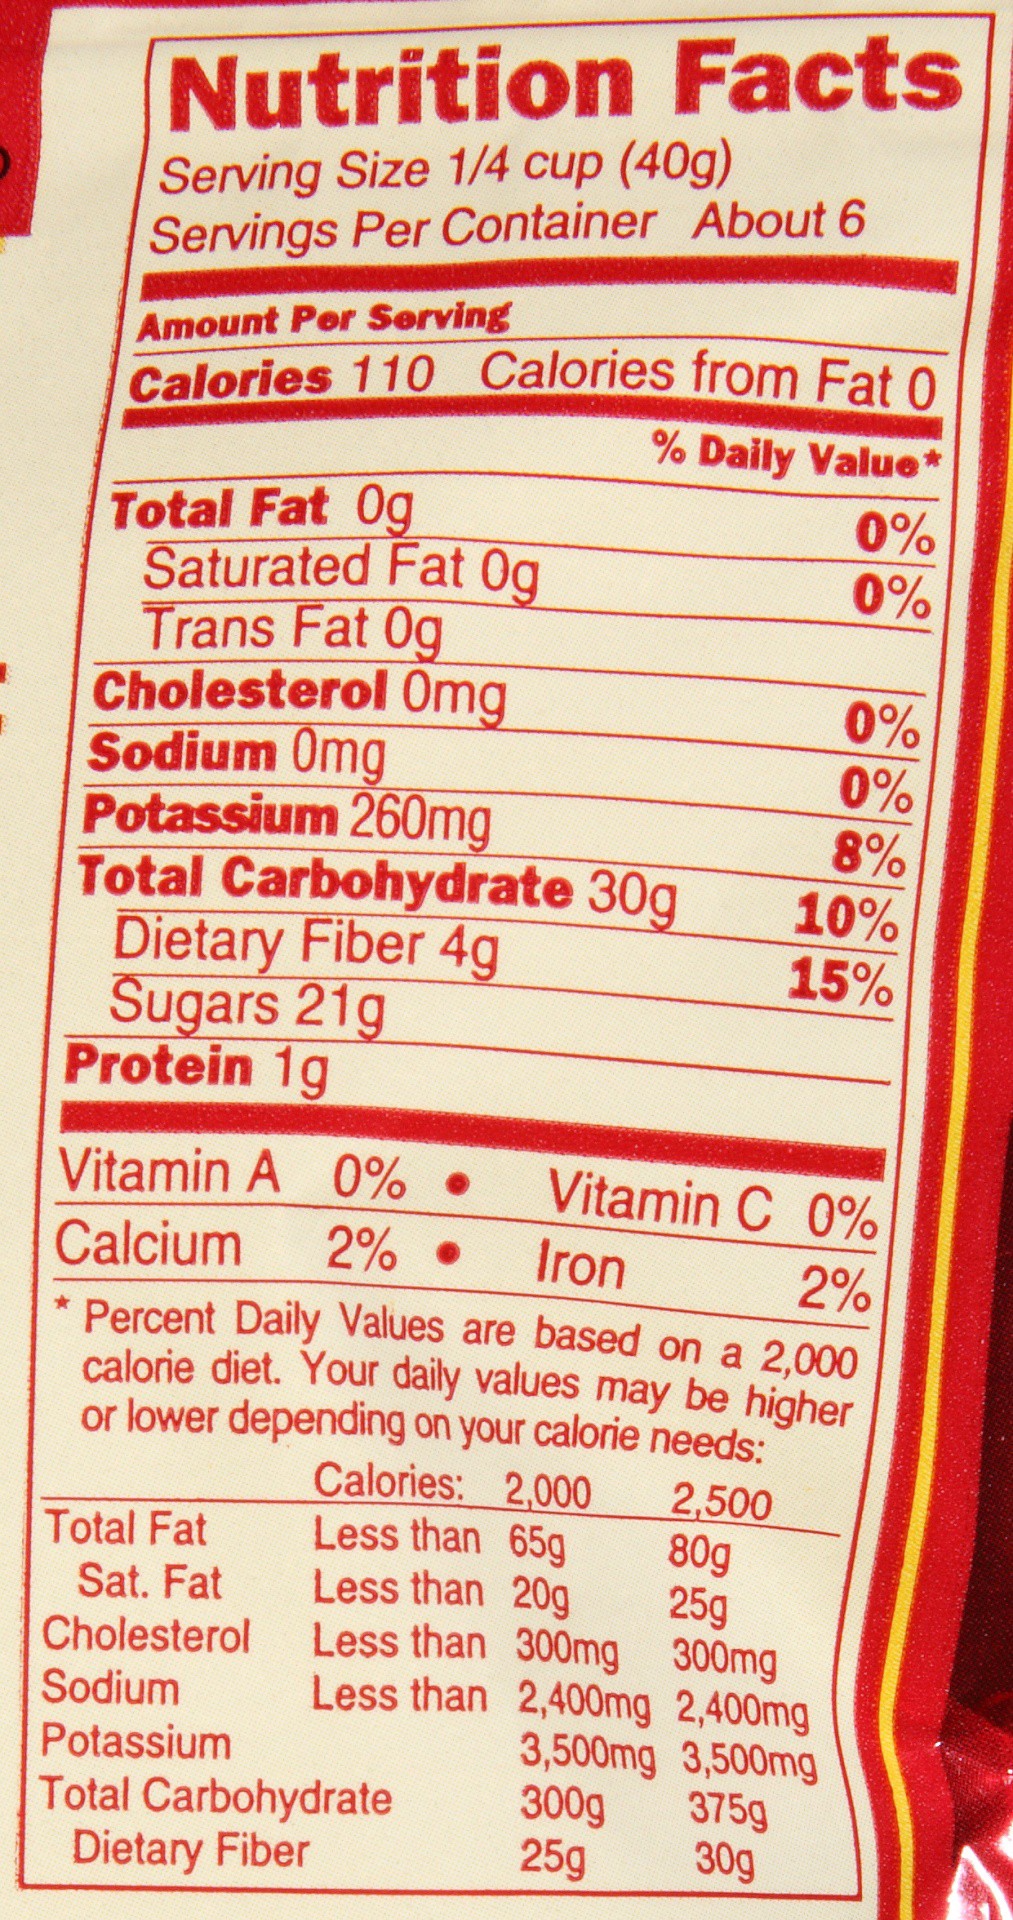 Nutrition Facts
Serving Size 1/4 cup (40g)
Servings Per Container About 6
Amount Per Serving
Calories 110 Calories from Fat 0
% Daily Value*
Total Fat 0g 0%
Saturated Fat 0g 0%
Trans Fat 0g
Cholesterol 0mg 0%
Sodium 0mg 0%
Potassium 260mg 8%
Total Carbohydrate 30g 10%
Dietary Fiber 4g 15%
Sugars 21g
Protein 1g
Vitamin A 0% • Vitamin C 0%
Calcium 2% • Iron 2%
* Percent Daily Values are based on a 2,000
calorie diet. Your daily values may be higher
or lower depending on your calorie needs:
Calories: 2,000 2,500
Total Fat Less than 65g 80g
Sat. Fat Less than 20g 25g
Cholesterol Less than 300mg 300mg
Sodium Less than 2,400mg 2,400mg
Potassium 3,500mg 3,500mg
Total Carbohydrate 300g 375g
Dietary Fiber 25g 30g